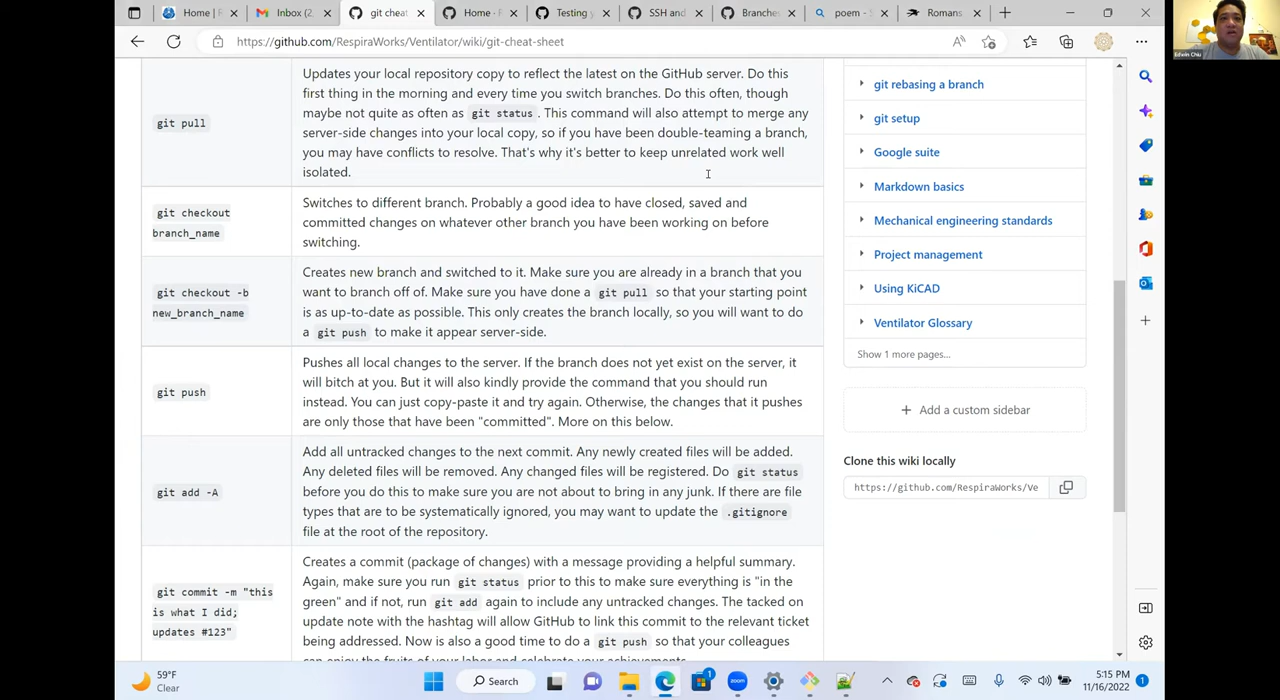 Home | F
Inbox (2,
git cheat
Home · F
Testing y
SSH and
Branche
poem - S
Romans
https://github.com/RespiraWorks/Ventilator/wiki/git-cheat-sheet
Edwin Chiu
git pull
Updates your local repository copy to reflect the latest on the GitHub server. Do this
first thing in the morning and every time you switch branches. Do this often, though
maybe not quite as often as git status . This command will also attempt to merge any
server-side changes into your local copy, so if you have been double-teaming a branch,
you may have conflicts to resolve. That's why it's better to keep unrelated work well
isolated.
git checkout
branch_name
Switches to different branch. Probably a good idea to have closed, saved and
committed changes on whatever other branch you have been working on before
switching.
git checkout -b
new_branch_name
Creates new branch and switched to it. Make sure you are already in a branch that you
want to branch off of. Make sure you have done a git pull so that your starting point
is as up-to-date as possible. This only creates the branch locally, so you will want to do
a git push to make it appear server-side.
git push
Pushes all local changes to the server. If the branch does not yet exist on the server, it
will bitch at you. But it will also kindly provide the command that you should run
instead. You can just copy-paste it and try again. Otherwise, the changes that it pushes
are only those that have been "committed". More on this below.
git add -A
Add all untracked changes to the next commit. Any newly created files will be added.
Any deleted files will be removed. Any changed files will be registered. Do git status
before you do this to make sure you are not about to bring in any junk. If there are file
types that are to be systematically ignored, you may want to update the .gitignore
file at the root of the repository.
git commit -m "this
is what I did;
updates #123"
Creates a commit (package of changes) with a message providing a helpful summary.
Again, make sure you run git status prior to this to make sure everything is "in the
green" and if not, run git add again to include any untracked changes. The tacked on
update note with the hashtag will allow GitHub to link this commit to the relevant ticket
being addressed. Now is also a good time to do a git push so that your colleagues
can enjoy the fruits of your labor and celebrate your achievements.
git rebasing a branch
git setup
Google suite
Markdown basics
Mechanical engineering standards
Project management
Using KiCAD
Ventilator Glossary
Show 1 more pages...
Add a custom sidebar
Clone this wiki locally
https://github.com/RespiraWorks/Ve
59°F
Clear
Search
zoom
5:15 PM
11/16/2022
1